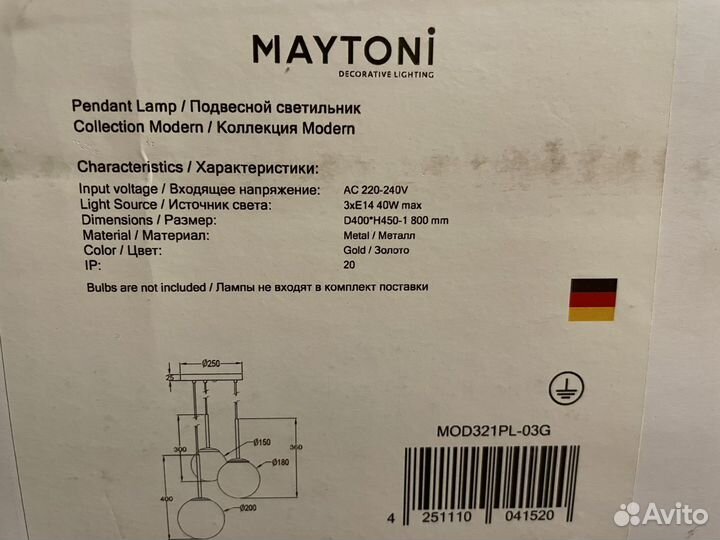 MAYTONi
DECORATIVE LIGHTING
Pendant Lamp / Подвесной светильник
Collection Modern / Коллекция Modern
Characteristics / Характеристики:
Input voltage / Входящее напряжение: AC 220-240V
Light Source / Источник света: 3xE14 40W max
Dimensions / Размер: D400*H450-1 800 mm
Material / Материал: Metal / Металл
Color / Цвет: Gold / Золото
IP: 20
Bulbs are not included / Лампы не входят в комплект поставки
Ø250
25
Ø150
300
360
Ø180
400
Ø200
MOD321PL-03G
4 251110 041520
Avito